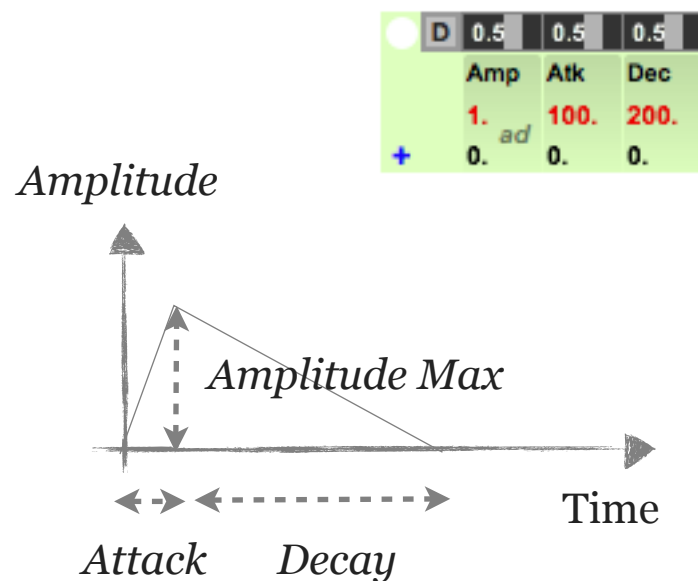 D 0.5 0.5 0.5
Amp Atk Dec
1. 100. 200.
ad
+ 0. 0. 0.
Amplitude
Amplitude Max
Time
Attack Decay